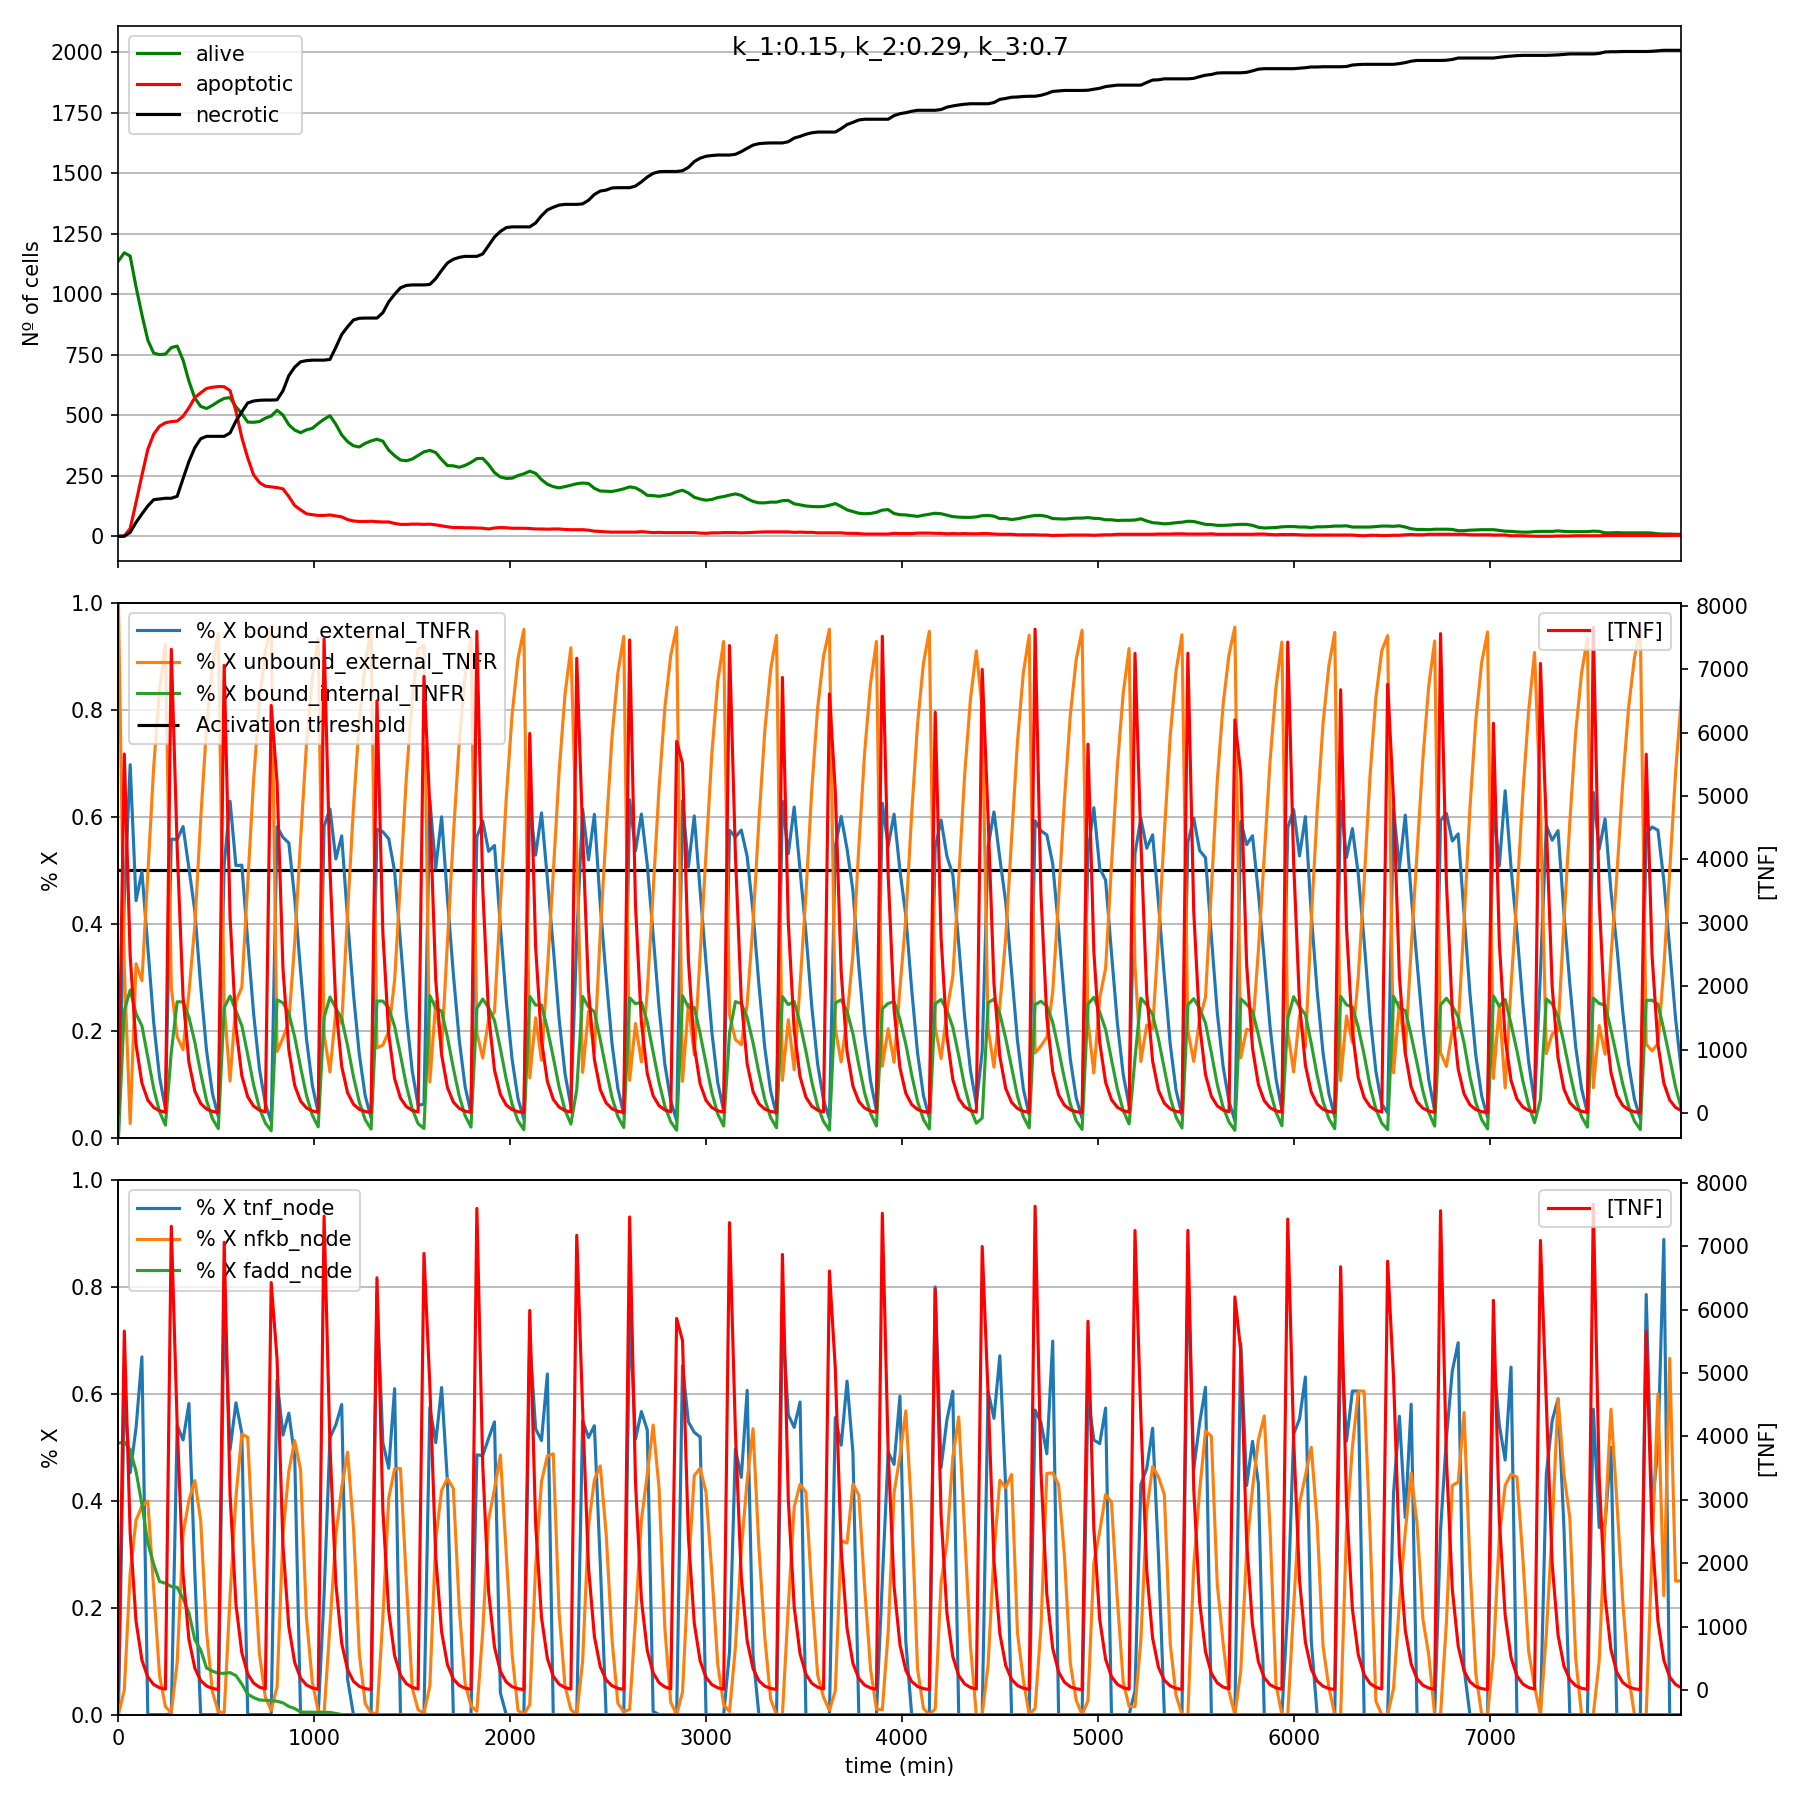 k_1:0.15, k_2:0.29, k_3:0.7
alive
apoptotic
necrotic
2000
1750
1500
1250
1000
750
500
250
0
Nº of cells
% X bound_external_TNFR
% X unbound_external_TNFR
% X bound_internal_TNFR
Activation threshold
[TNF]
1.0
0.8
0.6
0.4
0.2
0.0
% X
8000
7000
6000
5000
4000
3000
2000
1000
0
[TNF]
% X tnf_node
% X nfkb_node
% X fadd_node
[TNF]
1.0
0.8
0.6
0.4
0.2
0.0
% X
8000
7000
6000
5000
4000
3000
2000
1000
0
[TNF]
0 1000 2000 3000 4000 5000 6000 7000
time (min)